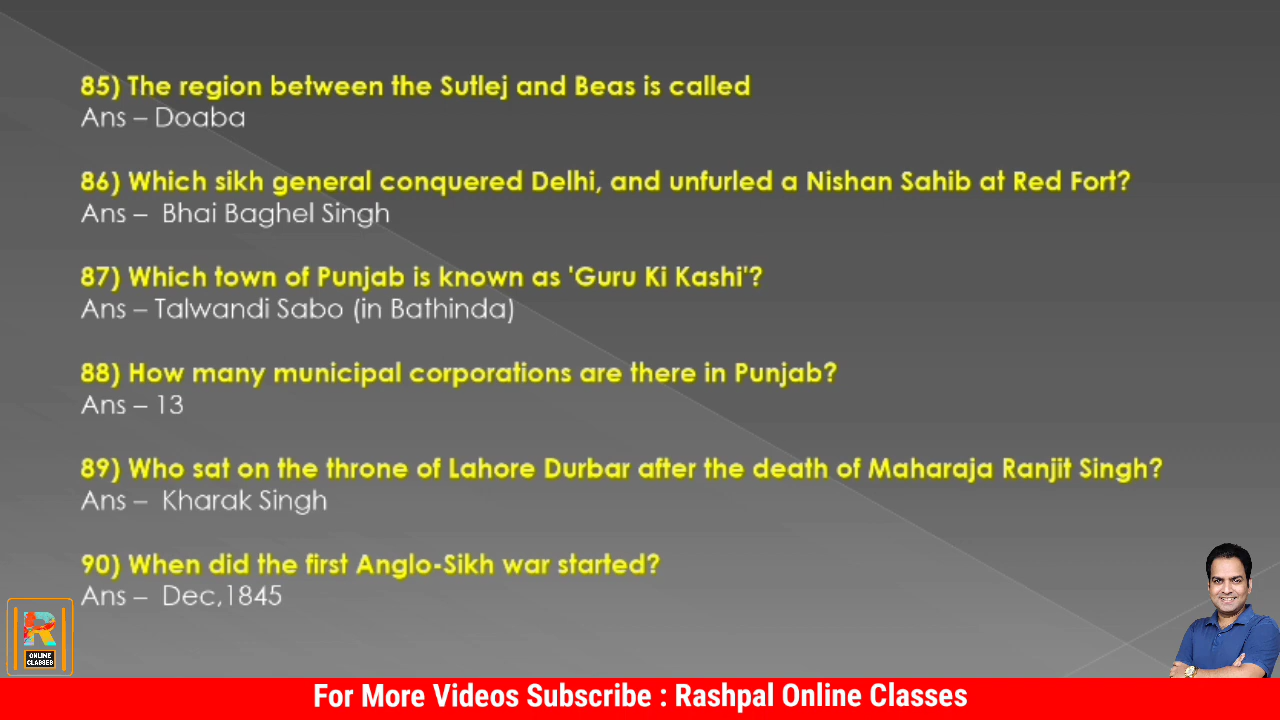 85) The region between the Sutlej and Beas is called
Ans – Doaba
86) Which sikh general conquered Delhi, and unfurled a Nishan Sahib at Red Fort?
Ans – Bhai Baghel Singh
87) Which town of Punjab is known as 'Guru Ki Kashi'?
Ans – Talwandi Sabo (in Bathinda)
88) How many municipal corporations are there in Punjab?
Ans – 13
89) Who sat on the throne of Lahore Durbar after the death of Maharaja Ranjit Singh?
Ans – Kharak Singh
90) When did the first Anglo-Sikh war started?
Ans – Dec,1845
R
ONLINE
CLASSES
For More Videos Subscribe : Rashpal Online Classes